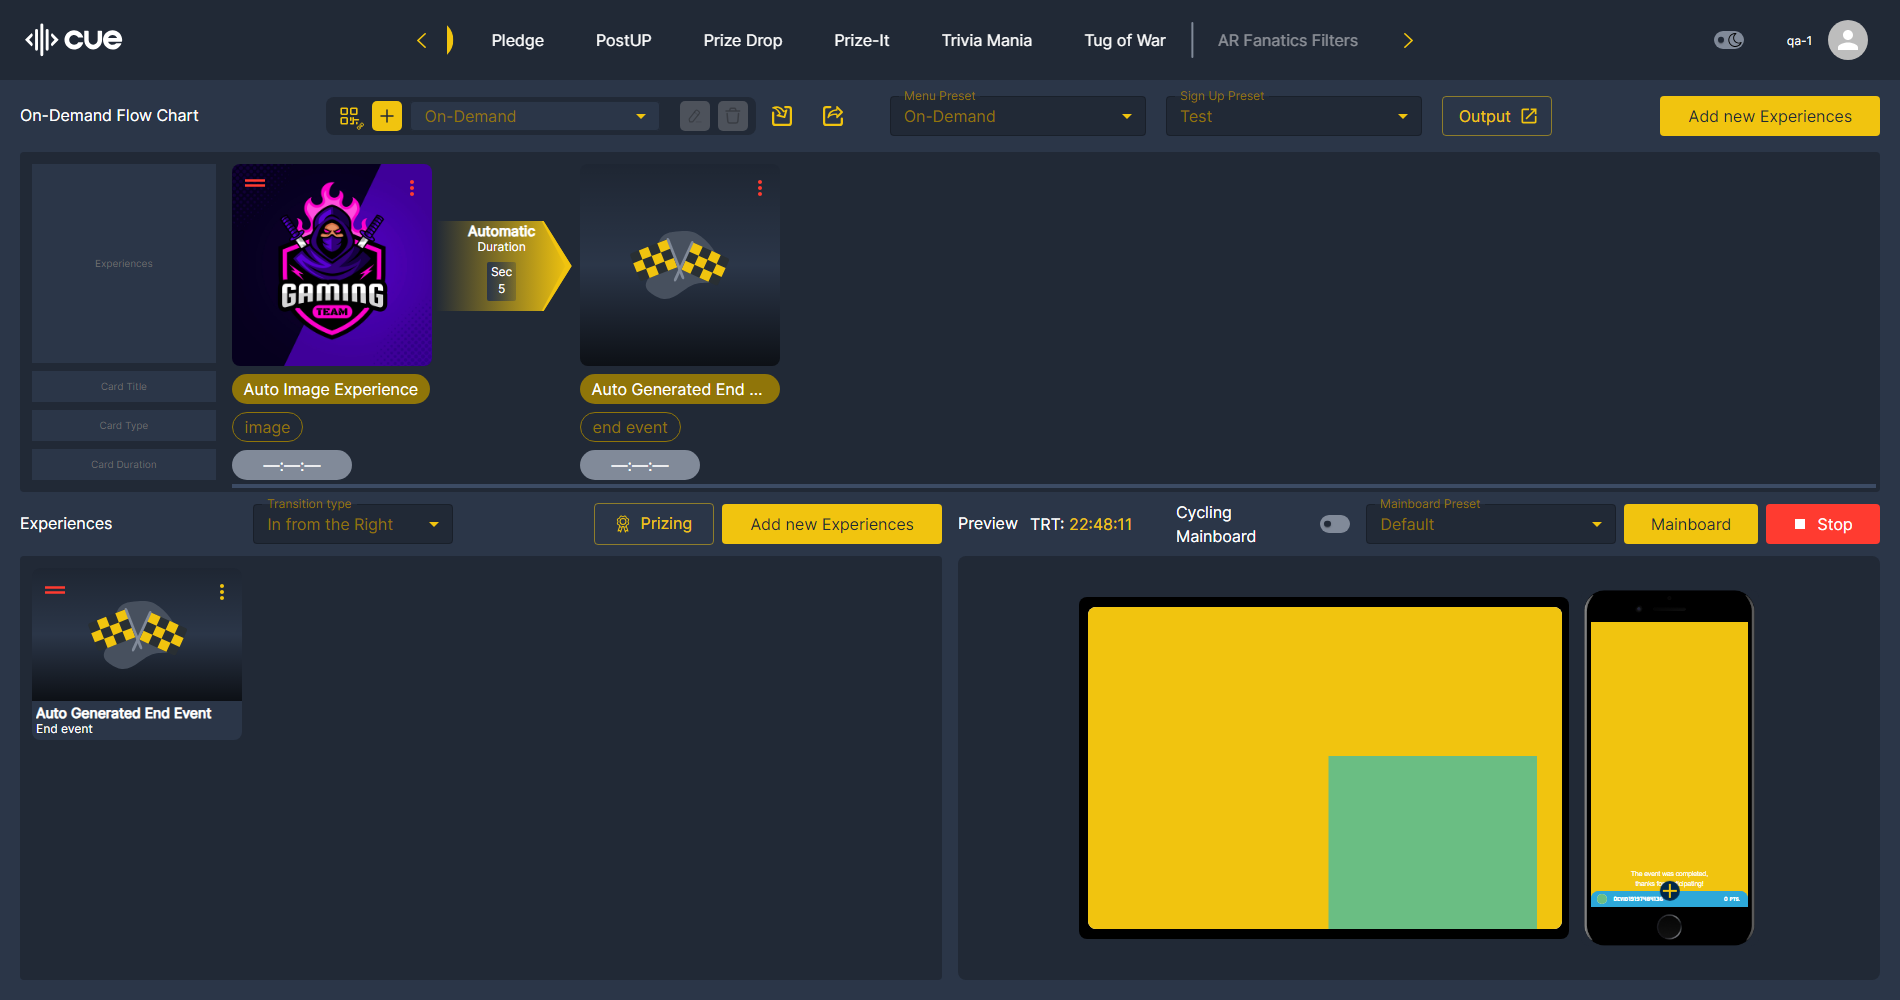 cue
Pledge
PostUP
Prize Drop
Prize-It
Trivia Mania
Tug of War
AR Fanatics Filters
qa-1
On-Demand Flow Chart
On-Demand
Menu Preset
On-Demand
Sign Up Preset
Test
Output
Add new Experiences
Experiences
GAMING
TEAM
Automatic
Duration
Sec
5
Card Title
Auto Image Experience
Auto Generated End ...
Card Type
image
end event
Card Duration
—:—:—
—:—:—
Experiences
Transition type
In from the Right
Prizing
Add new Experiences
Preview
TRT: 22:48:11
Cycling
Mainboard
Mainboard Preset
Default
Mainboard
Stop
Auto Generated End Event
End event
The event was completed,
0 PTS.